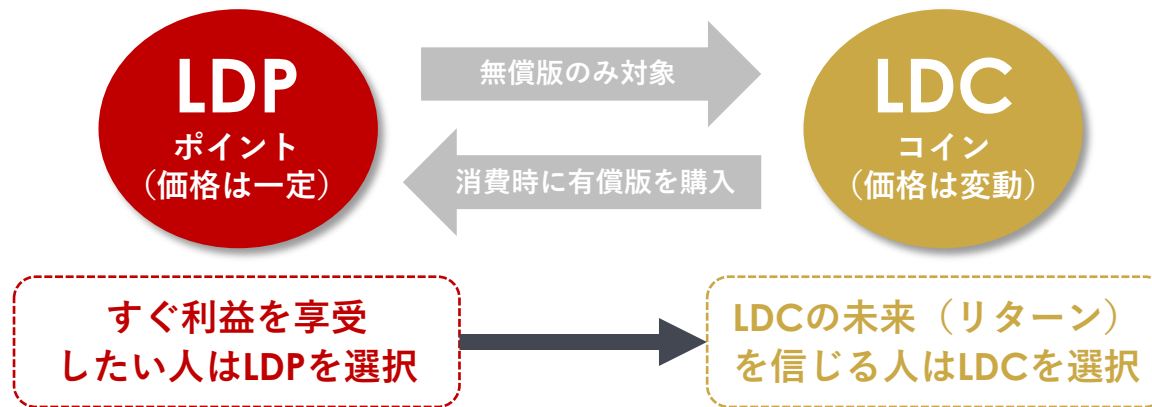 LDP
ポイント
（価格は一定）
無償版のみ対象
消費時に有償版を購入
LDC
コイン
（価格は変動）
すぐ利益を享受
したい人はLDPを選択
LDCの未来（リターン）
を信じる人はLDCを選択